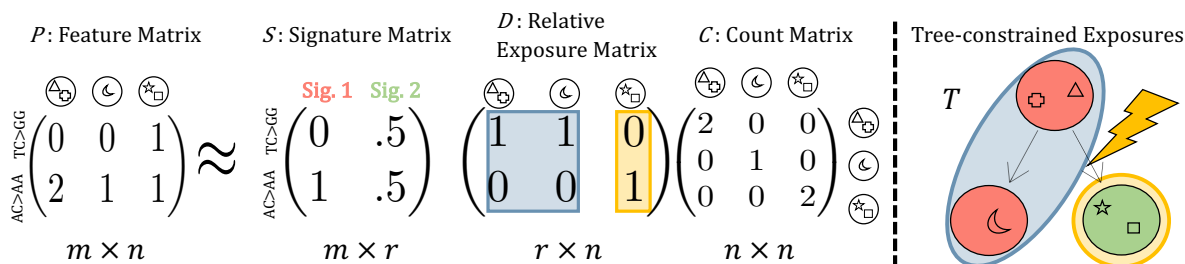 P: Feature Matrix
S: Signature Matrix
D: Relative
Exposure Matrix
C: Count Matrix
Tree-constrained Exposures
Sig. 1 Sig. 2
TC>GG
AC>AA
0 0 1
2 1 1
≈
TC>GG
AC>AA
0 .5
1 .5
1 1 0
0 0 1
2 0 0
0 1 0
0 0 2
T
m × n
m × r
r × n
n × n